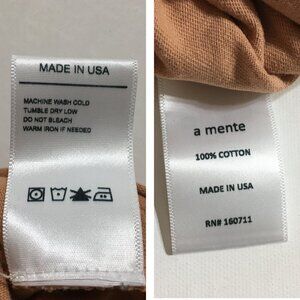 MADE IN USA
MACHINE WASH COLD
TUMBLE DRY LOW
DO NOT BLEACH
WARM IRON IF NEEDED
a mente
100% COTTON
MADE IN USA
RN# 160711